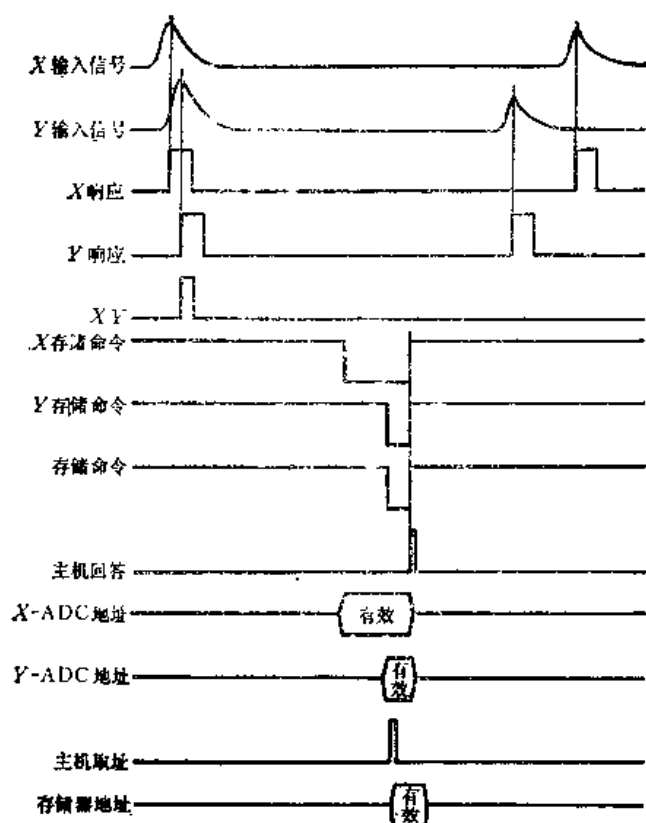 X输入信号
Y输入信号
X响应
Y响应
XY
X存储命令
Y存储命令
存储命令
主机回答
X-ADC地址
有效
Y-ADC地址
有效
主机取址
存储器地址
有效